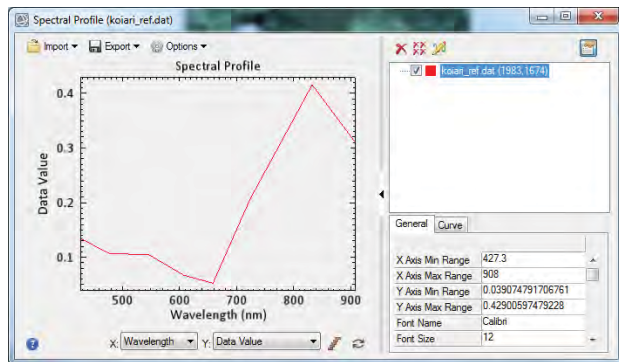 Spectral Profile (koiari_ref.dat)
Import Export Options
Spectral Profile
koiari_ref.dat (1983,1674)
0.4
0.3
0.2
0.1
Data Value
500 600 700 800 900
Wavelength (nm)
X: Wavelength Y: Data Value
General Curve
X Axis Min Range 427.3
X Axis Max Range 908
Y Axis Min Range 0.039074791706761
Y Axis Max Range 0.42900597479228
Font Name Calibri
Font Size 12